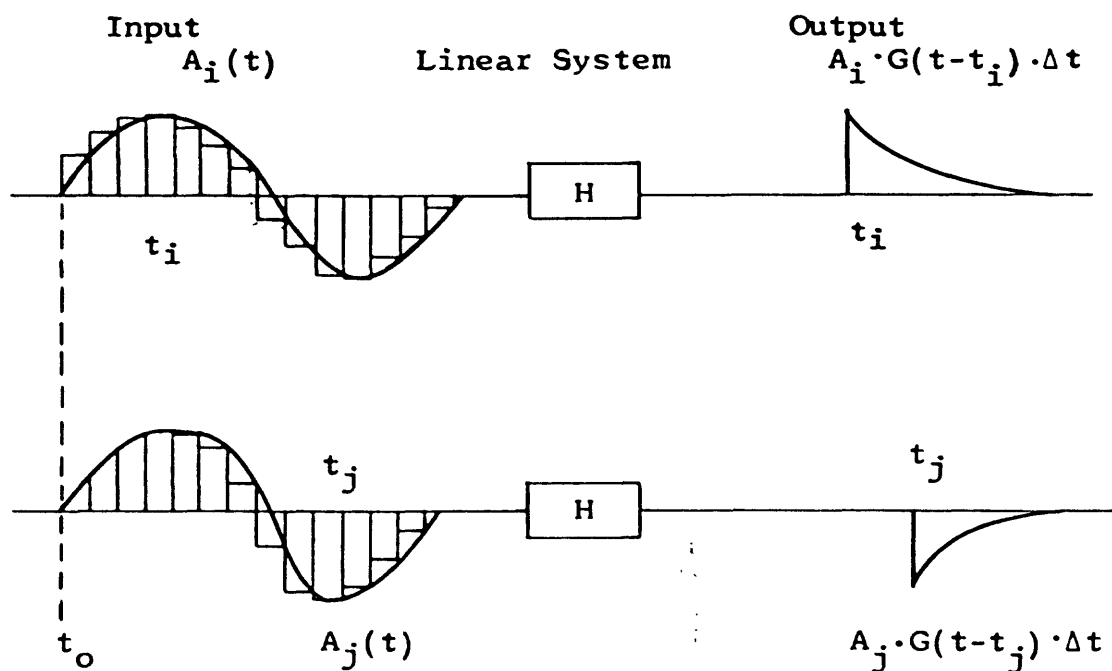 Input
Output
A_i(t)
Linear System
A_i·G(t-t_i)·Δt
H
t_i
t_i
t_j
t_j
H
t_o
A_j(t)
A_j·G(t-t_j)·Δt